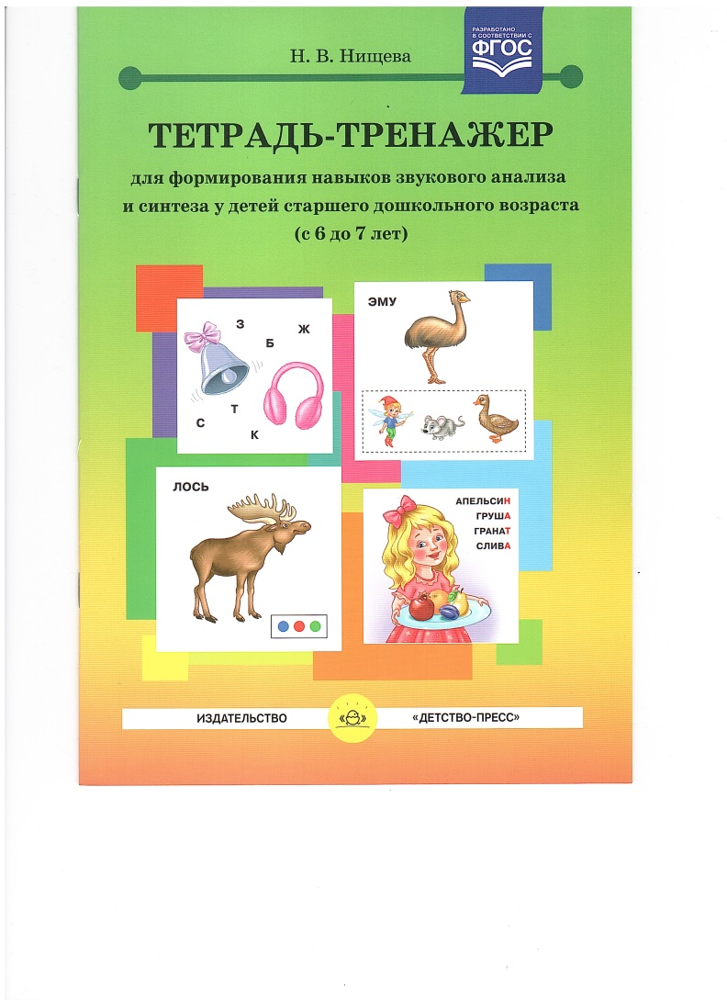 Н. В. Нищева
РАЗРАБОТАНО
В СООТВЕТСТВИИ С
ФГОС
ТЕТРАДЬ-ТРЕНАЖЕР
для формирования навыков звукового анализа
и синтеза у детей старшего дошкольного возраста
(с 6 до 7 лет)
З
Ж
Б
Т
С
К
ЭМУ
ЛОСЬ
АПЕЛЬСИН
ГРУША
ГРАНАТ
СЛИВА
ИЗДАТЕЛЬСТВО «ДЕТСТВО-ПРЕСС»